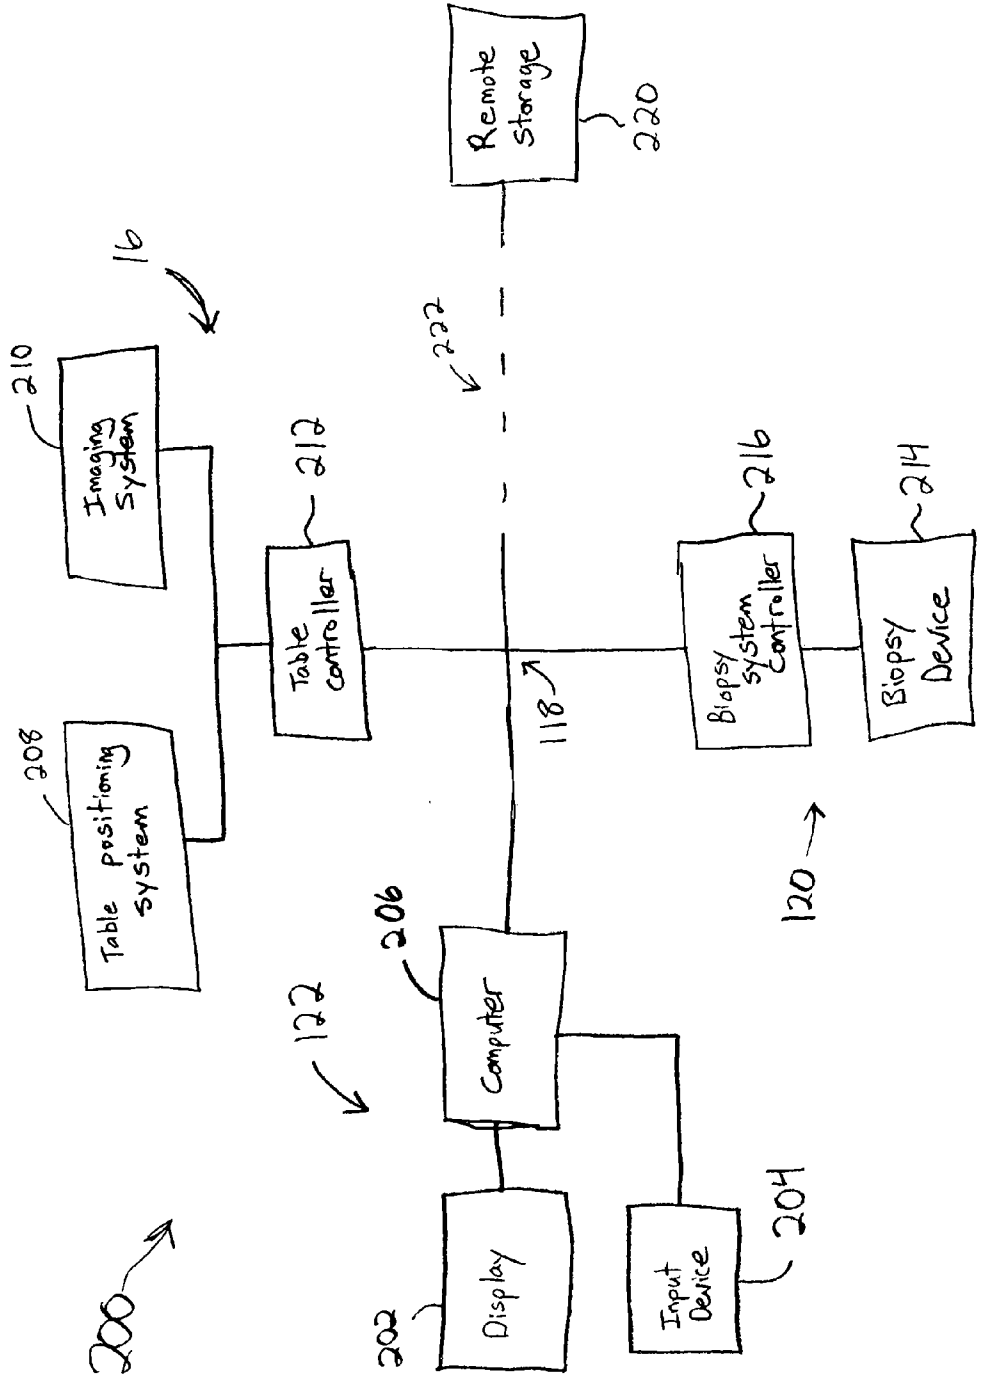 208
210
Table positioning
system
Imaging
System
200
16
122
212
Table
controller
206
202
Display
Computer
222
Remote
Storage
118
220
Input
Device
204
Biopsy
system
Controller
216
120
Biopsy
Device
214